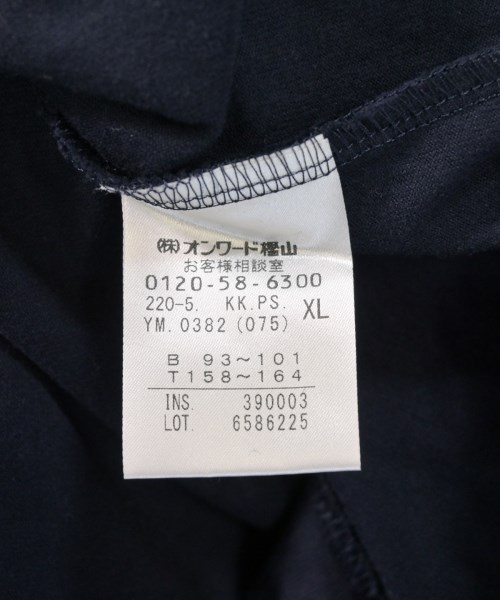 (株)オンワード樫山
お客様相談室
0120-58-6300
220-5. KK.PS. XL
YM.0382(075)
B 93~101
T158~164
INS. 390003
LOT. 6586225